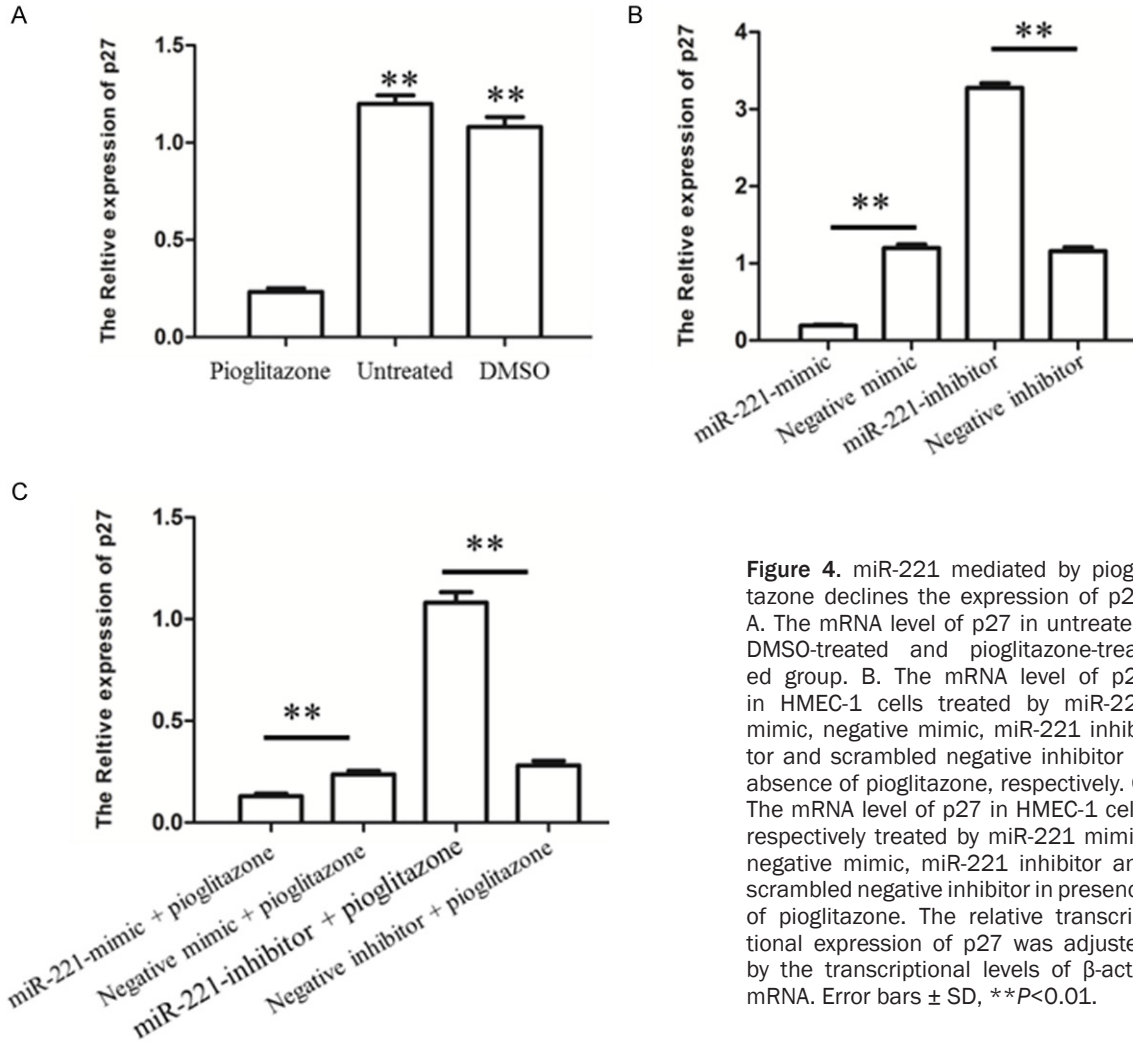 A
The Reltive expression of p27
1.5
1.0
0.5
0.0
**
**
Pioglitazone
Untreated
DMSO
B
The Reltive expression of p27
4
3
2
1
0
**
**
miR-221-mimic
Negative mimic
miR-221-inhibitor
Negative inhibitor
C
The Reltive expression of p27
1.5
1.0
0.5
0.0
**
**
miR-221-mimic + pioglitazone
Negative mimic + pioglitazone
miR-221-inhibitor + pioglitazone
Negative inhibitor + pioglitazone
Figure 4. miR-221 mediated by piog
tazone declines the expression of p2
A. The mRNA level of p27 in untreate
DMSO-treated and pioglitazone-trea
ed group. B. The mRNA level of p2
in HMEC-1 cells treated by miR-22
mimic, negative mimic, miR-221 inhib
tor and scrambled negative inhibitor
absence of pioglitazone, respectively.
The mRNA level of p27 in HMEC-1 cel
respectively treated by miR-221 mimi
negative mimic, miR-221 inhibitor an
scrambled negative inhibitor in presenc
of pioglitazone. The relative transcri
tional expression of p27 was adjuste
by the transcriptional levels of β-act
mRNA. Error bars ± SD, **P<0.01.